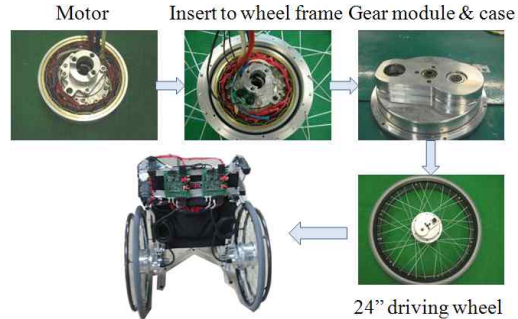 Motor
Insert to wheel frame
Gear module & case
24” driving wheel